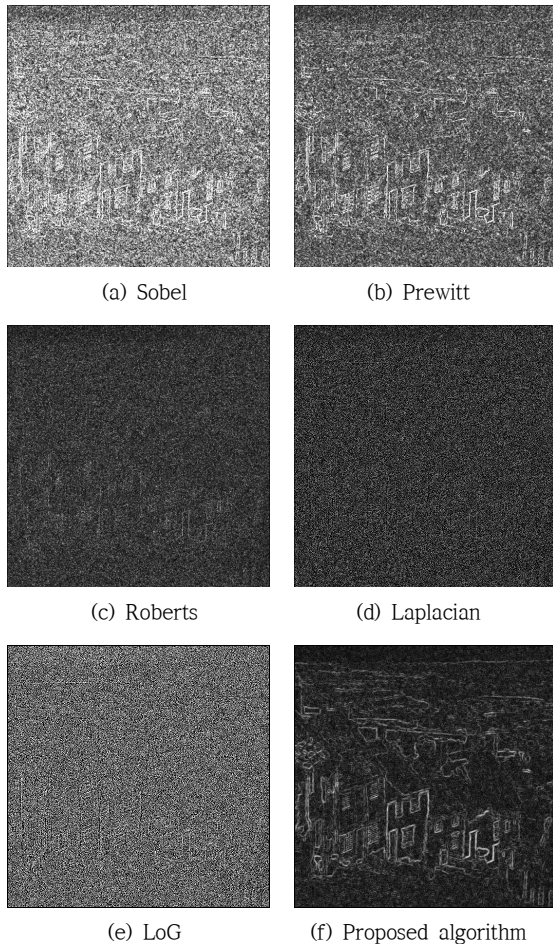 (a) Sobel
(b) Prewitt
(c) Roberts
(d) Laplacian
(e) LoG
(f) Proposed algorithm